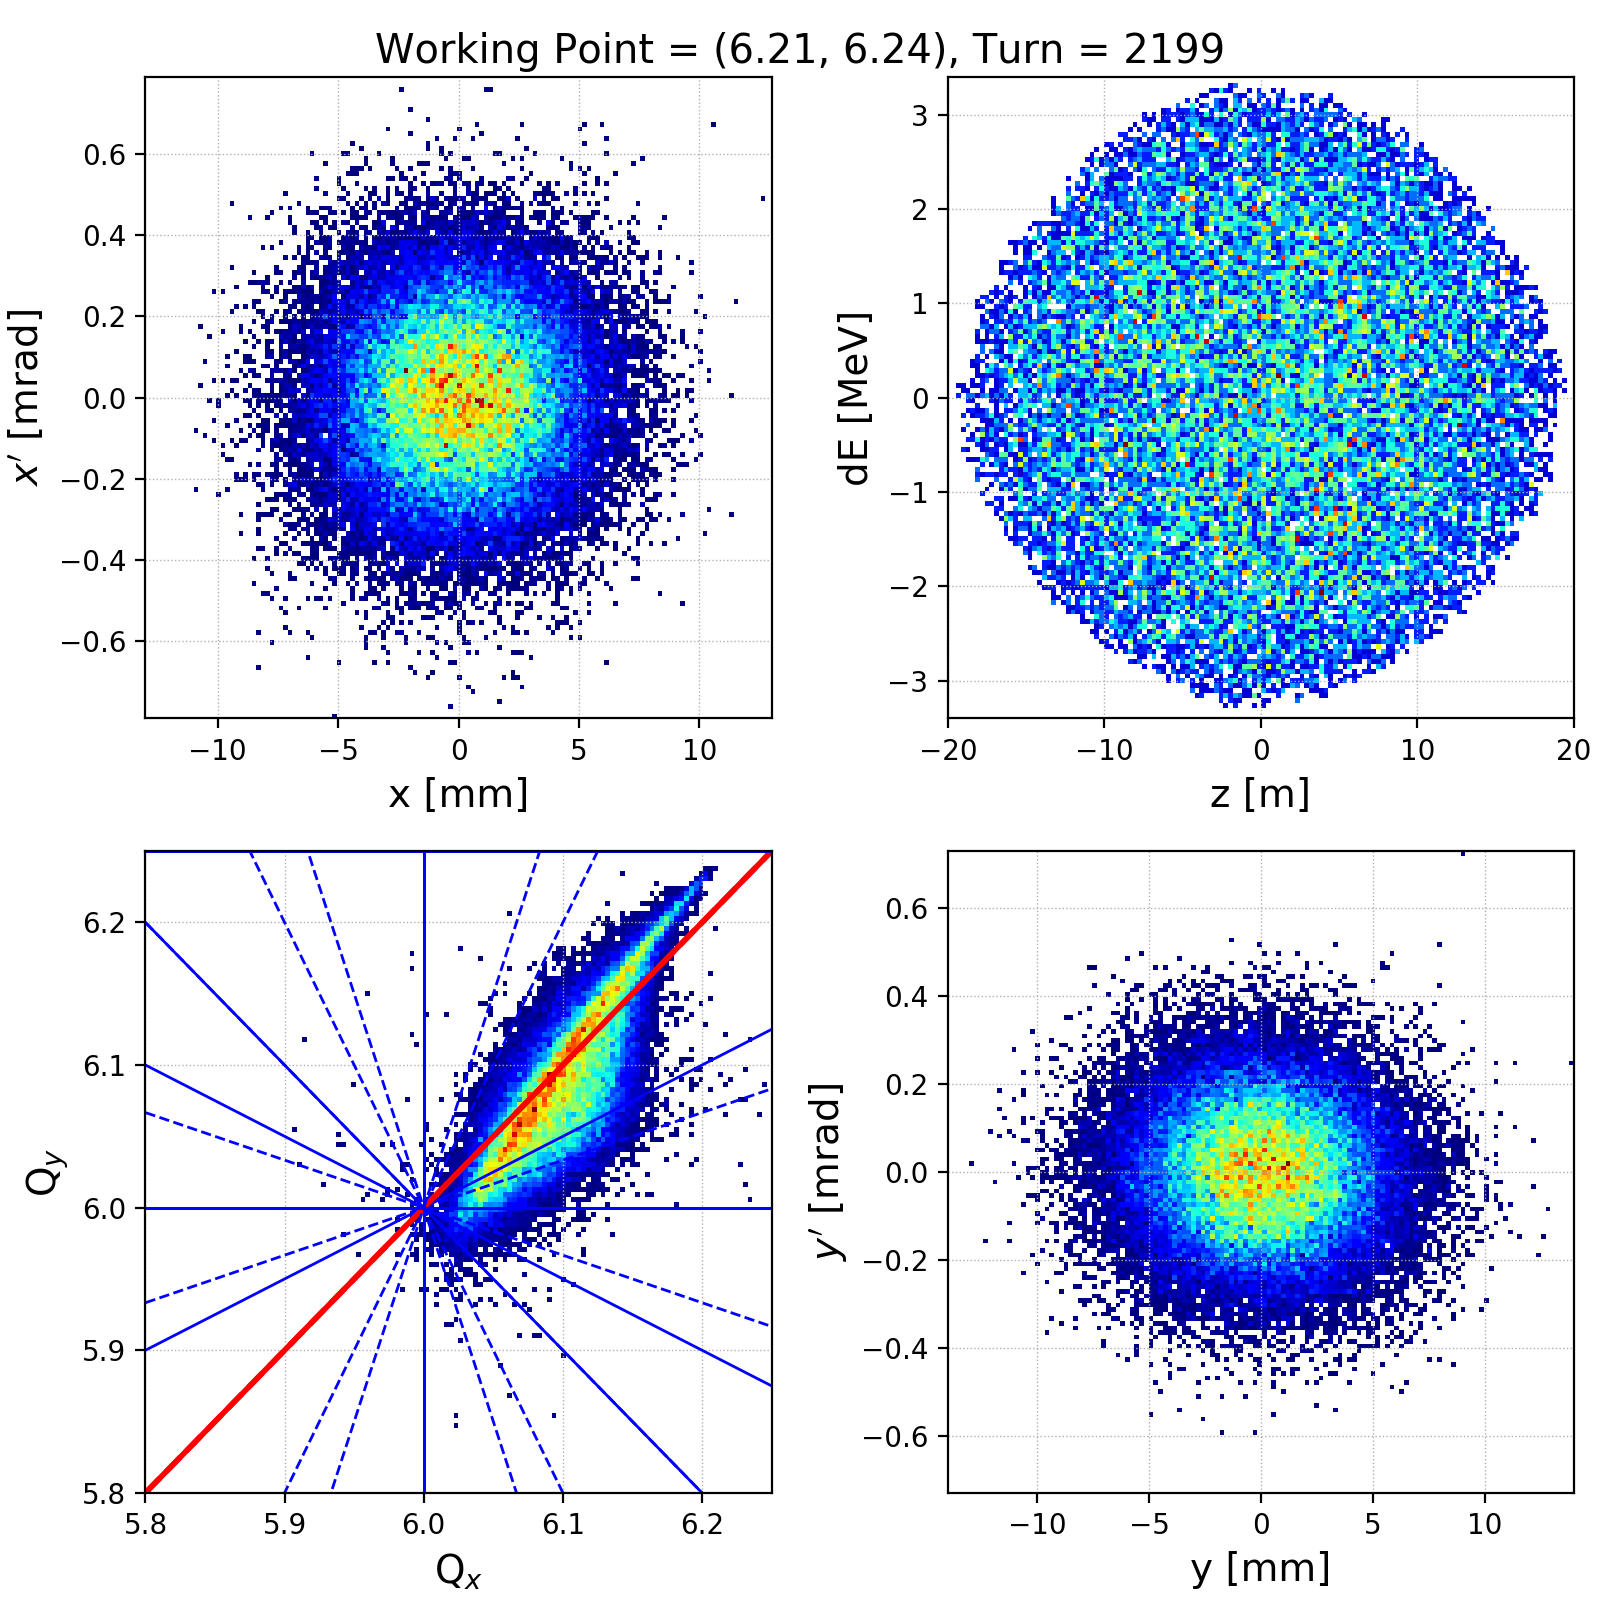 Working Point = (6.21, 6.24), Turn = 2199
0.6
0.4
0.2
0.0
−0.2
−0.4
−0.6
x′ [mrad]
−10 −5 0 5 10
x [mm]
3
2
1
0
−1
−2
−3
dE [MeV]
−20 −10 0 10 20
z [m]
6.2
6.1
6.0
5.9
5.8
Qy
5.8 5.9 6.0 6.1 6.2
Qx
0.6
0.4
0.2
0.0
−0.2
−0.4
−0.6
y′ [mrad]
−10 −5 0 5 10
y [mm]